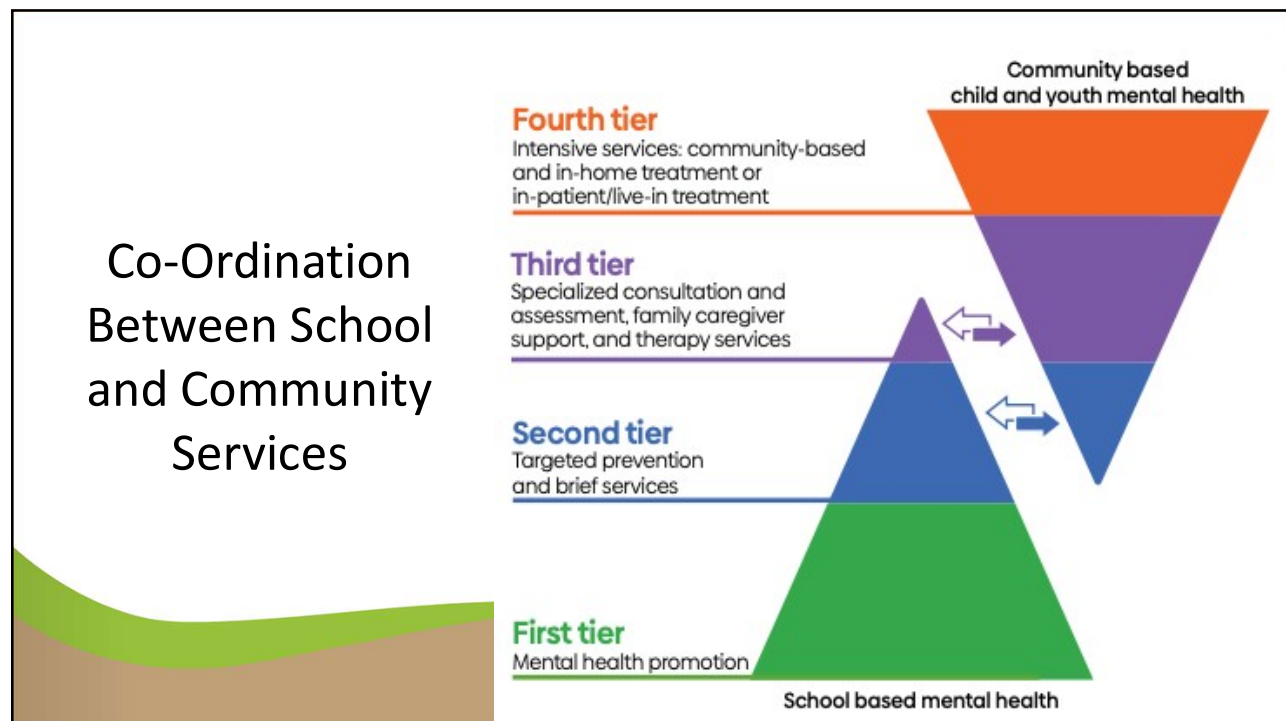 Co-Ordination
Between School
and Community
Services
Community based
child and youth mental health
Fourth tier
Intensive services: community-based
and in-home treatment or
in-patient/live-in treatment
Third tier
Specialized consultation and
assessment, family caregiver
support, and therapy services
Second tier
Targeted prevention
and brief services
First tier
Mental health promotion
School based mental health